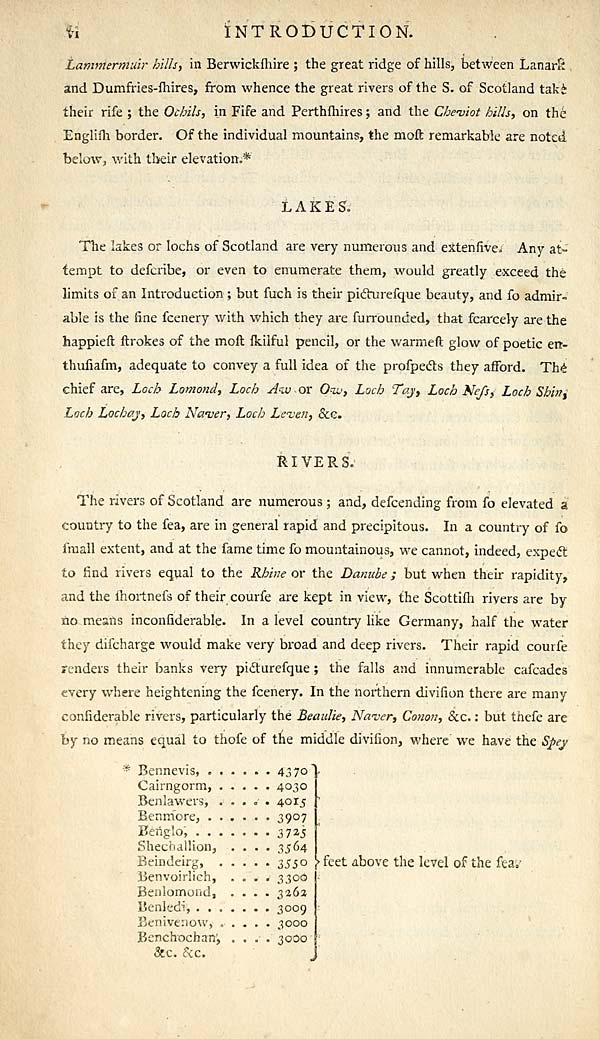 vi INTRODUCTION.
Lammermuir hills, in Berwickſhire ; the great ridge of hills, between Lanark
and Dumfries-ſhires, from whence the great rivers of the S. of Scotland take
their riſe ; the Ochils, in Fife and Perthſhires ; and the Cheviot hills, on the
Engliſh border. Of the individual mountains, the moſt remarkable are noted
below, with their elevation.*
LAKES.
The lakes or lochs of Scotland are very numerous and extenſive. Any at-
tempt to deſcribe, or even to enumerate them, would greatly exceed the
limits of an Introduction ; but ſuch is their pictureſque beauty, and ſo admir-
able is the fine ſcenery with which they are ſurrounded, that ſcarcely are the
happieſt ſtrokes of the moſt ſkilful pencil, or the warmeſt glow of poetic en-
thuſiaſm, adequate to convey a full idea of the proſpects they afford. The
chief are, Loch Lomond, Loch Aw or Ow, Loch Tay, Loch Neſs, Loch Shin,
Loch Lochay, Loch Naver, Loch Leven, &c.
RIVERS.
The rivers of Scotland are numerous ; and, deſcending from ſo elevated a
country to the ſea, are in general rapid and precipitous. In a country of ſo
ſmall extent, and at the ſame time ſo mountainous, we cannot, indeed, expect
to find rivers equal to the Rhine or the Danube ; but when their rapidity,
and the ſhortneſs of their courſe are kept in view, the Scottiſh rivers are by
no means inconſiderable. In a level country like Germany, half the water
they diſcharge would make very broad and deep rivers. Their rapid courſe
renders their banks very pictureſque ; the falls and innumerable caſcades
every where heightening the ſcenery. In the northern diviſion there are many
conſiderable rivers, particularly the Beaulie, Naver, Conon, &c. : but theſe are
by no means equal to thoſe of the middle diviſion, where we have the Spey
* Bennevis, . . . . . . 4370
Cairngorm, . . . . . 4030
Benlawers, . . . . . 4015
Benmore, . . . . . . 3907
Benglo, . . . . . . . 3725
Shechallion, . . . . 3564
Beindeirg, . . . . . 3550 feet above the level of the ſea.
Benvoirlich, . . . . 3300
Benlomond, . . . . 3262
Benledi, . . . . . . . 3009
Benivenow, . . . . . 3000
Benchochan, . . . . 3000
&c. &c.